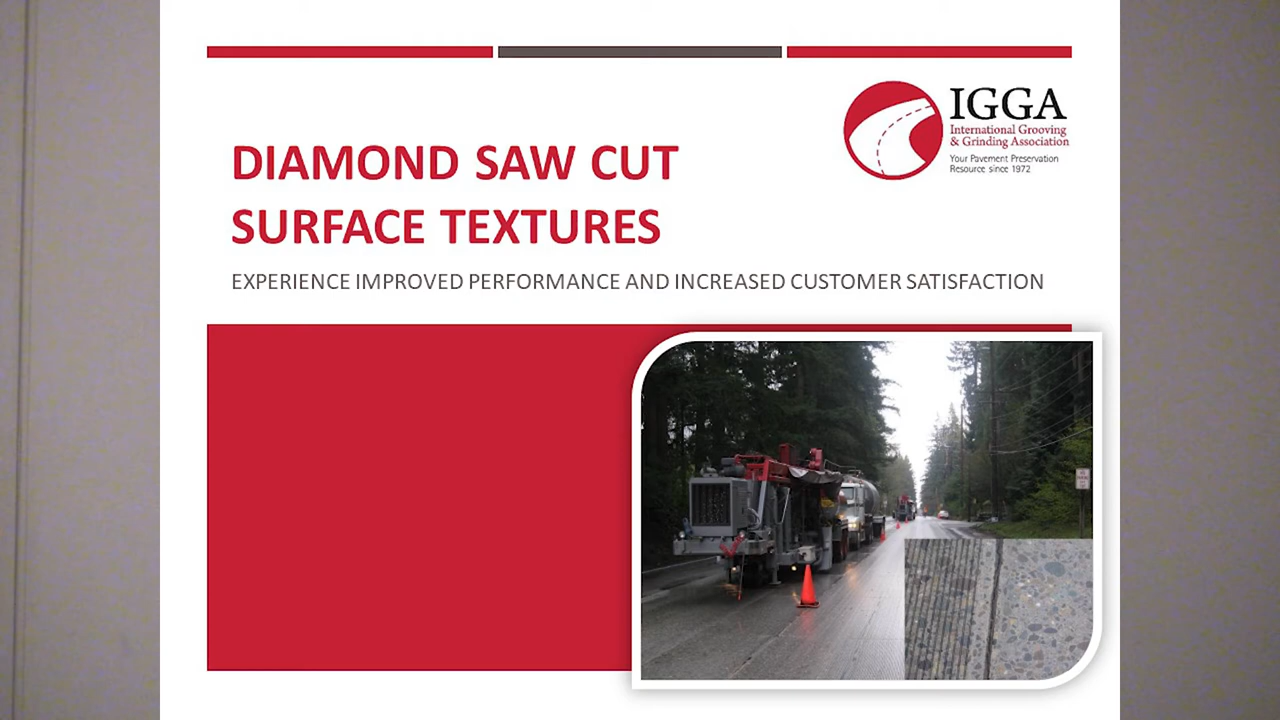 IGGA
International Grooving
& Grinding Association
Your Pavement Preservation
Resource since 1972
DIAMOND SAW CUT
SURFACE TEXTURES
EXPERIENCE IMPROVED PERFORMANCE AND INCREASED CUSTOMER SATISFACTION